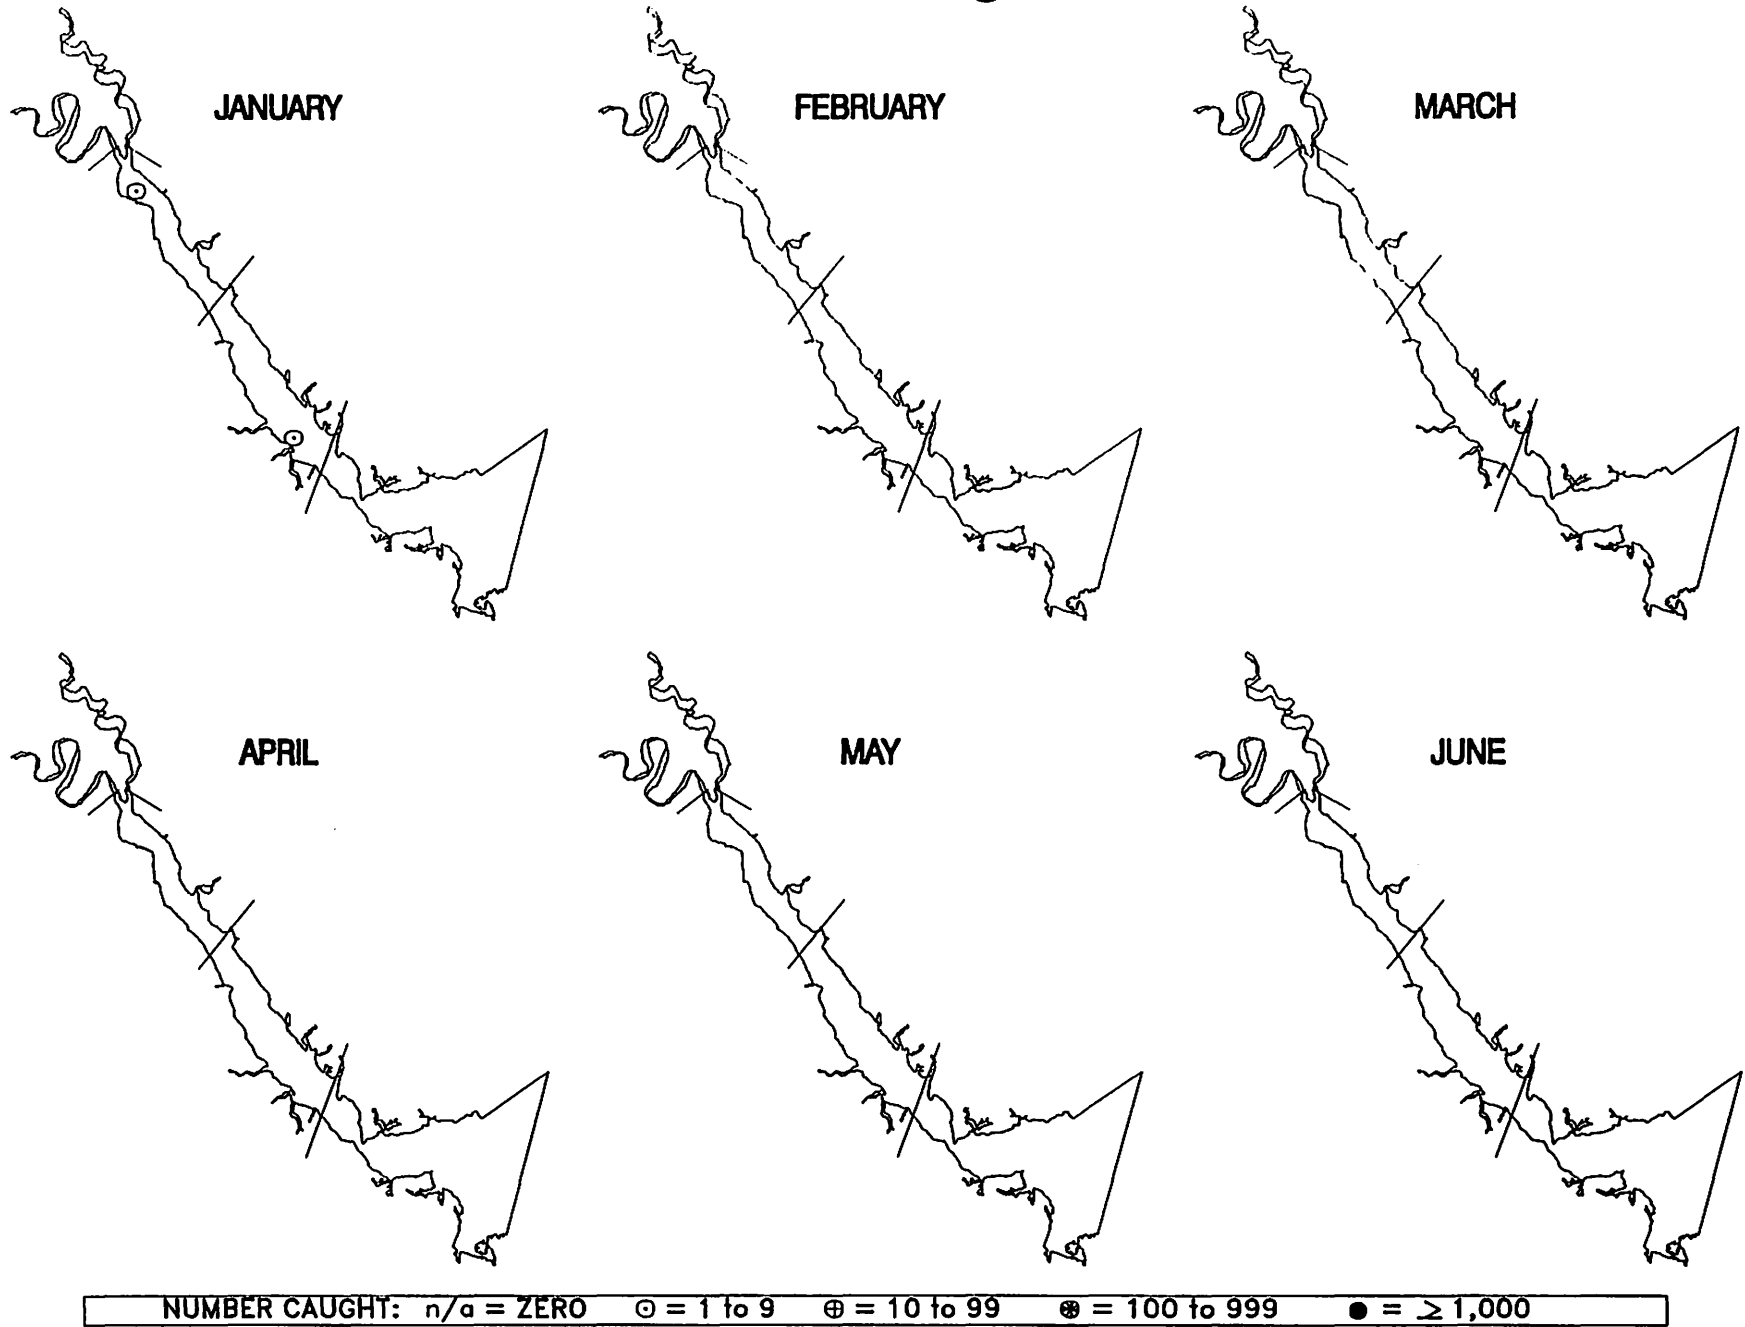 JANUARY FEBRUARY MARCH
APRIL MAY JUNE
NUMBER CAUGHT: n/a = ZERO ⊙ = 1 to 9 ⊕ = 10 to 99 ⊛ = 100 to 999 ● = ≥ 1,000